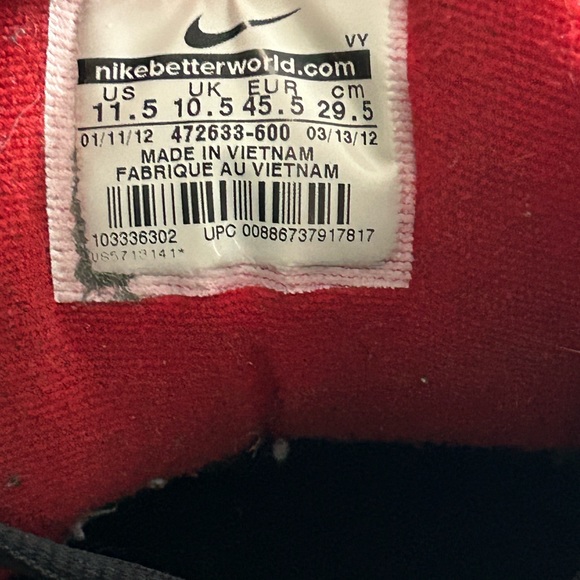 VY
nikebetterworld.com
US UK EUR cm
11.5 10.5 45.5 29.5
01/11/12 472633-600 03/13/12
MADE IN VIETNAM
FABRIQUE AU VIETNAM
103336302 UPC 00886737917817
US5713141*